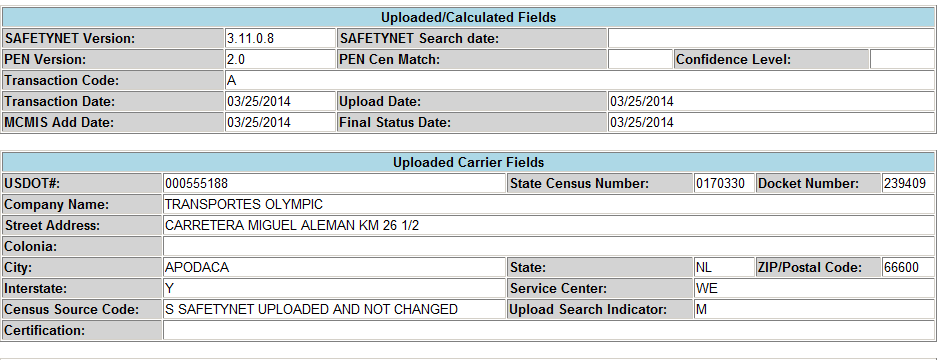 Uploaded/Calculated Fields
SAFETYNET Version: 3.11.0.8 SAFETYNET Search date:
PEN Version: 2.0 PEN Cen Match: Confidence Level:
Transaction Code: A
Transaction Date: 03/25/2014 Upload Date: 03/25/2014
MCMIS Add Date: 03/25/2014 Final Status Date: 03/25/2014
Uploaded Carrier Fields
USDOT#: 000555188 State Census Number: 0170330 Docket Number: 239409
Company Name: TRANSPORTES OLYMPIC
Street Address: CARRETERA MIGUEL ALEMAN KM 26 1/2
Colonia:
City: APODACA State: NL ZIP/Postal Code: 66600
Interstate: Y Service Center: WE
Census Source Code: S SAFETYNET UPLOADED AND NOT CHANGED Upload Search Indicator: M
Certification: